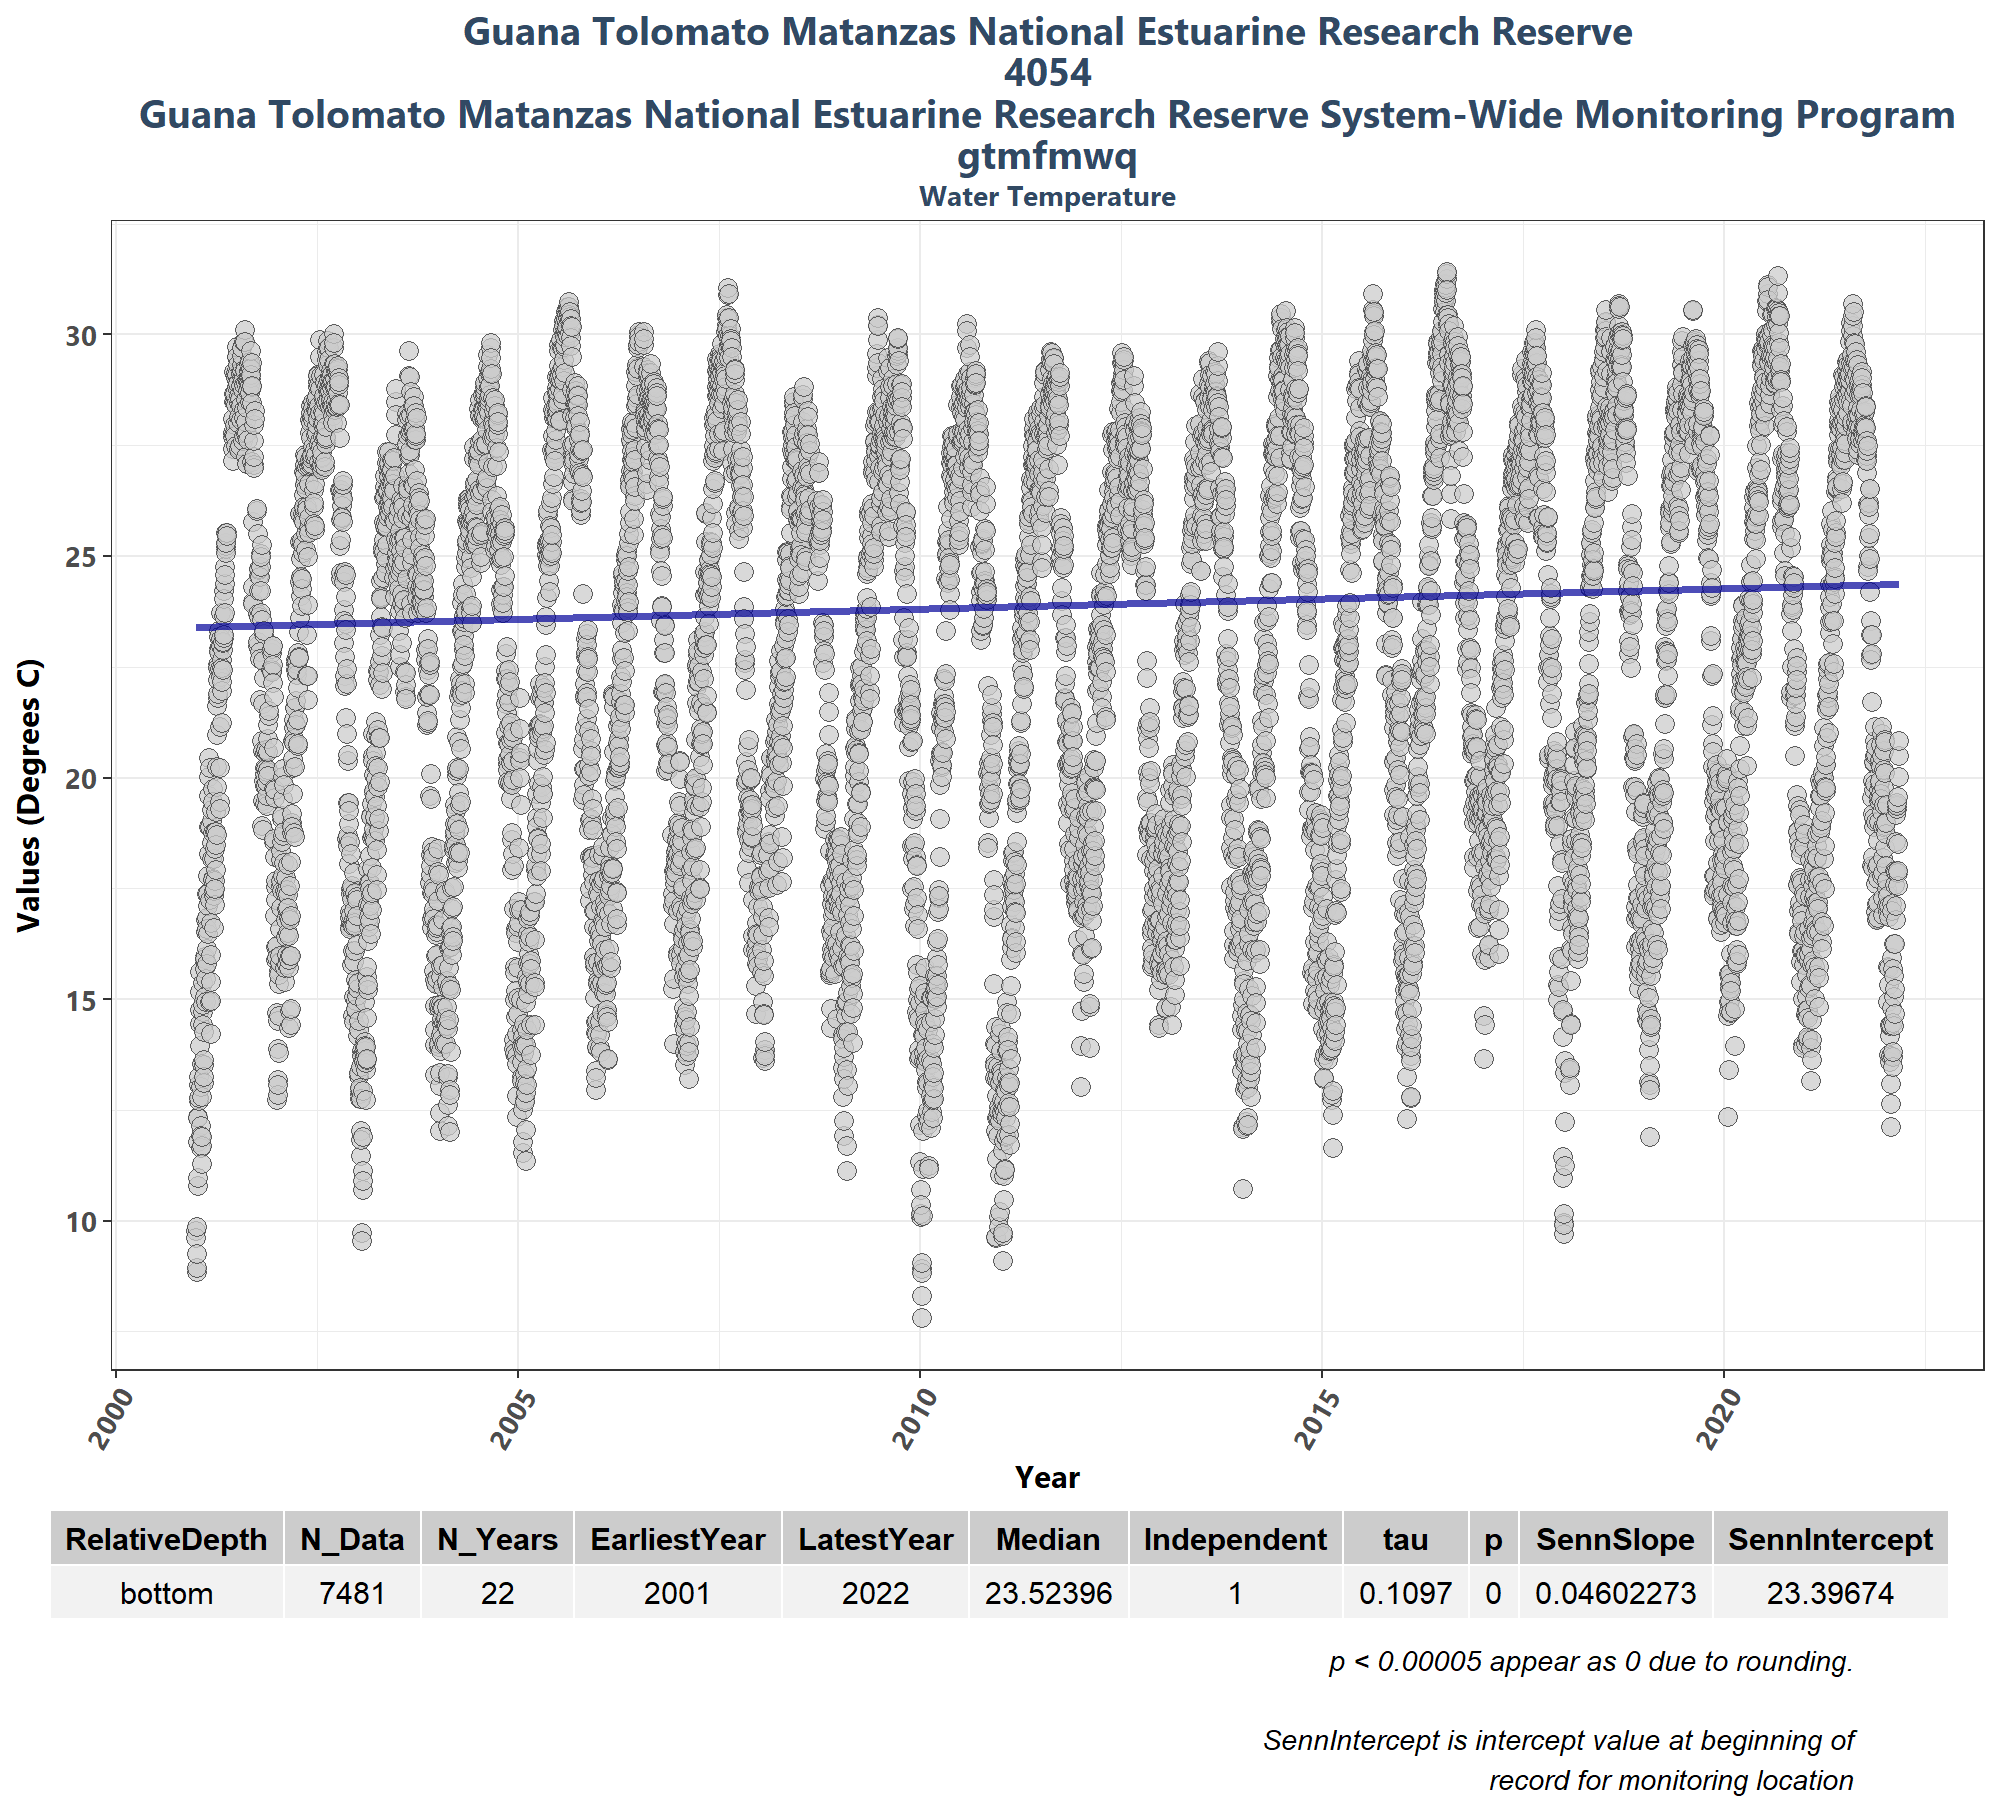 Guana Tolomato Matanzas National Estuarine Research Reserve
4054
Guana Tolomato Matanzas National Estuarine Research Reserve System-Wide Monitoring Program
gtmfmwq
Water Temperature
Values (Degrees C)
30
25
20
15
10
2000 2005 2010 2015 2020
Year
RelativeDepth N_Data N_Years EarliestYear LatestYear Median Independent tau p SennSlope SennIntercept
bottom 7481 22 2001 2022 23.52396 1 0.1097 0 0.04602273 23.39674
p < 0.00005 appear as 0 due to rounding.
SennIntercept is intercept value at beginning of
record for monitoring location